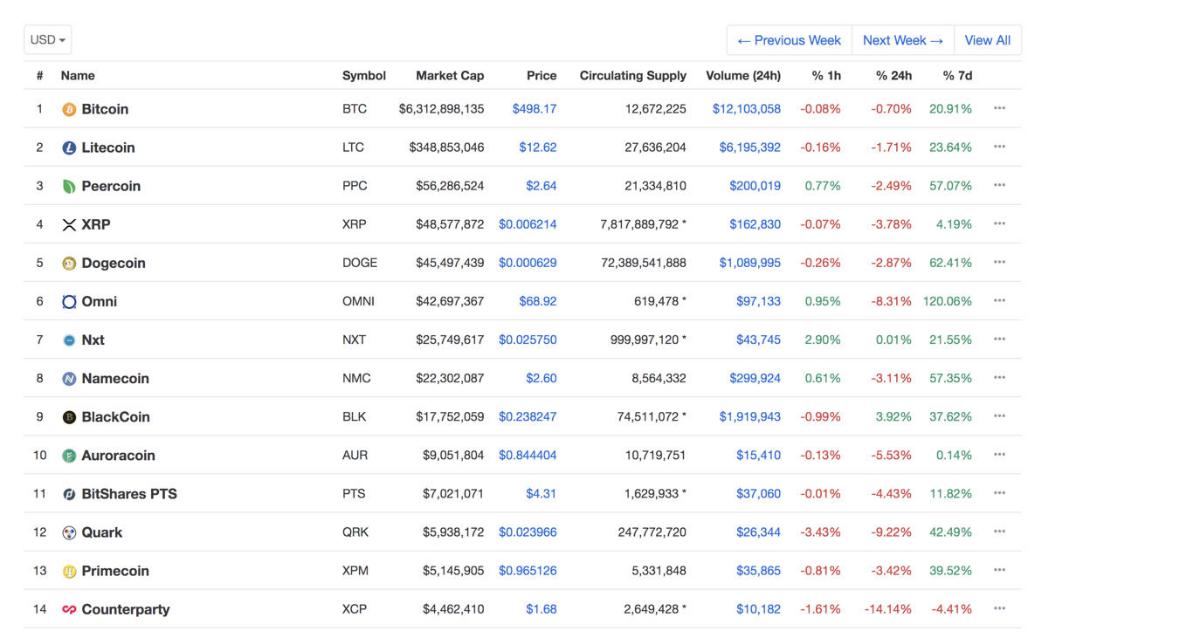 USD
← Previous Week Next Week → View All
# Name Symbol Market Cap Price Circulating Supply Volume (24h) % 1h % 24h % 7d
1 Bitcoin BTC $6,312,898,135 $498.17 12,672,225 $12,103,058 -0.08% -0.70% 20.91% ...
2 Litecoin LTC $348,853,046 $12.62 27,636,204 $6,195,392 -0.16% -1.71% 23.64% ...
3 Peercoin PPC $56,286,524 $2.64 21,334,810 $200,019 0.77% -2.49% 57.07% ...
4 XRP XRP $48,577,872 $0.006214 7,817,889,792 * $162,830 -0.07% -3.78% 4.19% ...
5 Dogecoin DOGE $45,497,439 $0.000629 72,389,541,888 $1,089,995 -0.26% -2.87% 62.41% ...
6 Omni OMNI $42,697,367 $68.92 619,478 * $97,133 0.95% -8.31% 120.06% ...
7 Nxt NXT $25,749,617 $0.025750 999,997,120 * $43,745 2.90% 0.01% 21.55% ...
8 Namecoin NMC $22,302,087 $2.60 8,564,332 $299,924 0.61% -3.11% 57.35% ...
9 BlackCoin BLK $17,752,059 $0.238247 74,511,072 * $1,919,943 -0.99% 3.92% 37.62% ...
10 Auroracoin AUR $9,051,804 $0.844404 10,719,751 $15,410 -0.13% -5.53% 0.14% ...
11 BitShares PTS PTS $7,021,071 $4.31 1,629,933 * $37,060 -0.01% -4.43% 11.82% ...
12 Quark QRK $5,938,172 $0.023966 247,772,720 $26,344 -3.43% -9.22% 42.49% ...
13 Primecoin XPM $5,145,905 $0.965126 5,331,848 $35,865 -0.81% -3.42% 39.52% ...
14 Counterparty XCP $4,462,410 $1.68 2,649,428 * $10,182 -1.61% -14.14% -4.41% ...